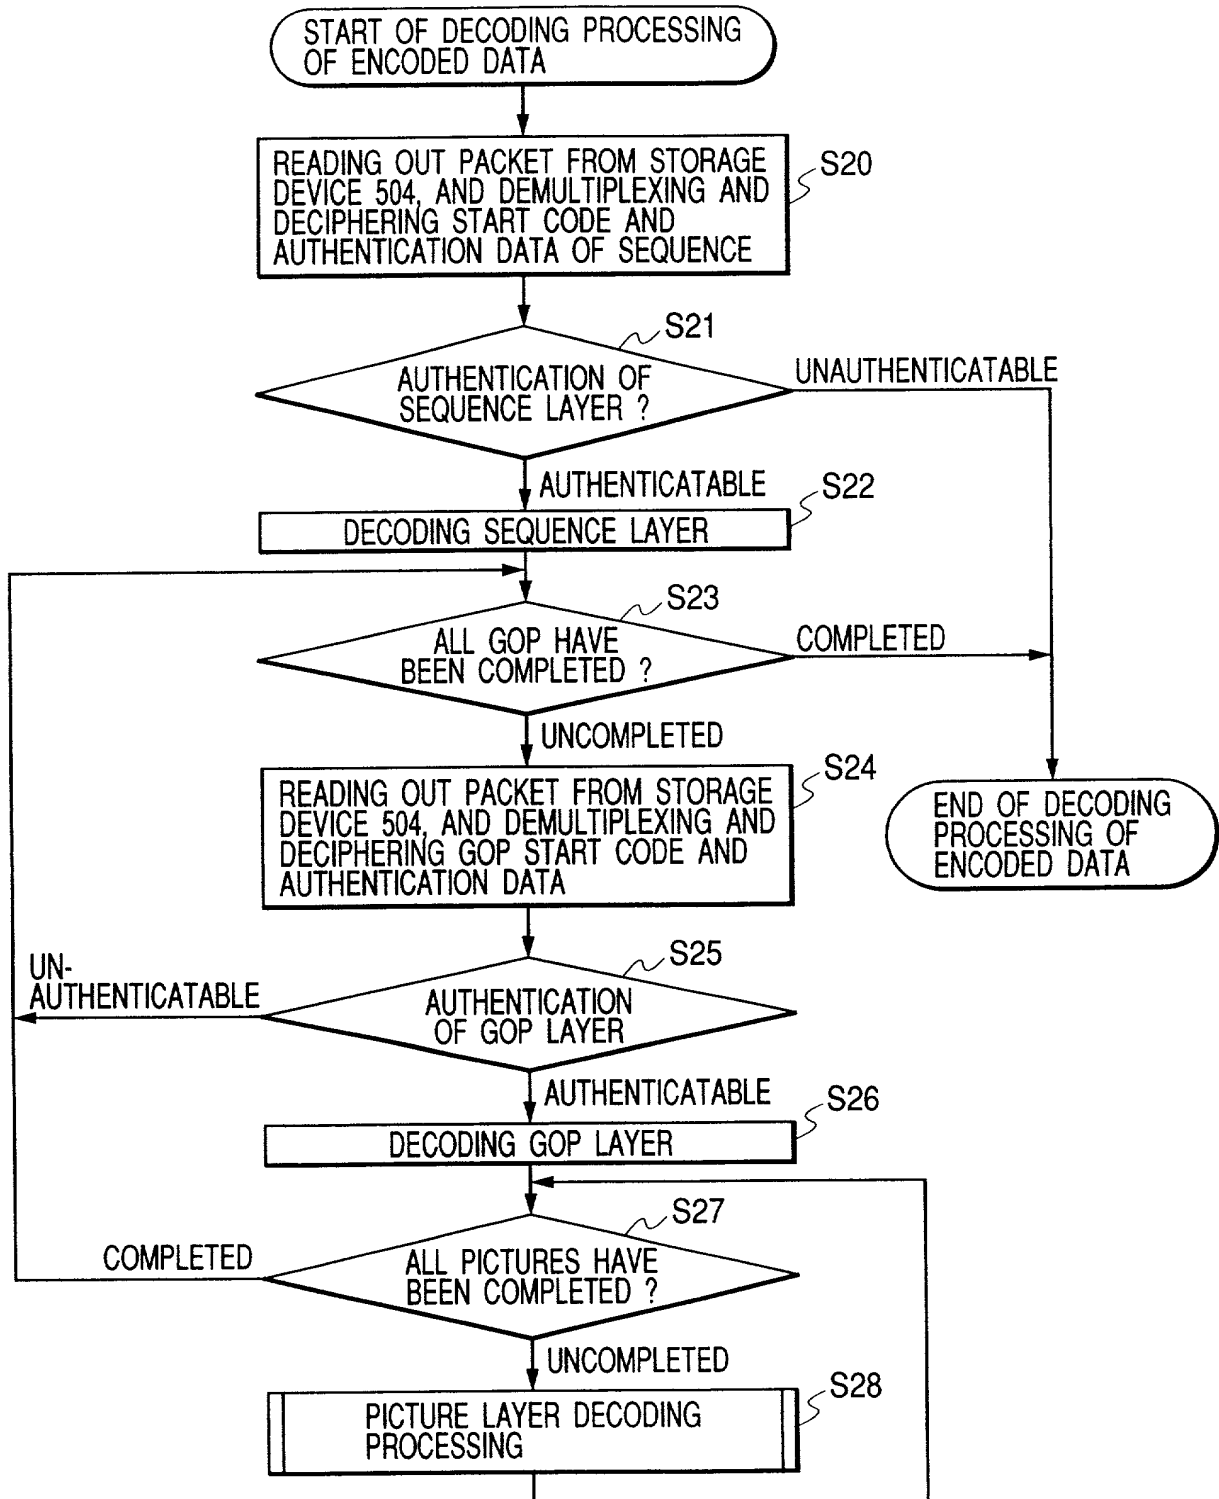 START OF DECODING PROCESSING
OF ENCODED DATA
READING OUT PACKET FROM STORAGE
DEVICE 504, AND DEMULTIPLEXING AND
DECIPHERING START CODE AND
AUTHENTICATION DATA OF SEQUENCE
S20
S21
AUTHENTICATION OF
SEQUENCE LAYER ?
UNAUTHENTICATABLE
AUTHENTICATABLE
S22
DECODING SEQUENCE LAYER
S23
ALL GOP HAVE
BEEN COMPLETED ?
COMPLETED
UNCOMPLETED
S24
READING OUT PACKET FROM STORAGE
DEVICE 504, AND DEMULTIPLEXING AND
DECIPHERING GOP START CODE AND
AUTHENTICATION DATA
END OF DECODING
PROCESSING OF
ENCODED DATA
S25
UN-
AUTHENTICATABLE
AUTHENTICATION
OF GOP LAYER
AUTHENTICATABLE
S26
DECODING GOP LAYER
S27
COMPLETED
ALL PICTURES HAVE
BEEN COMPLETED ?
UNCOMPLETED
S28
PICTURE LAYER DECODING
PROCESSING